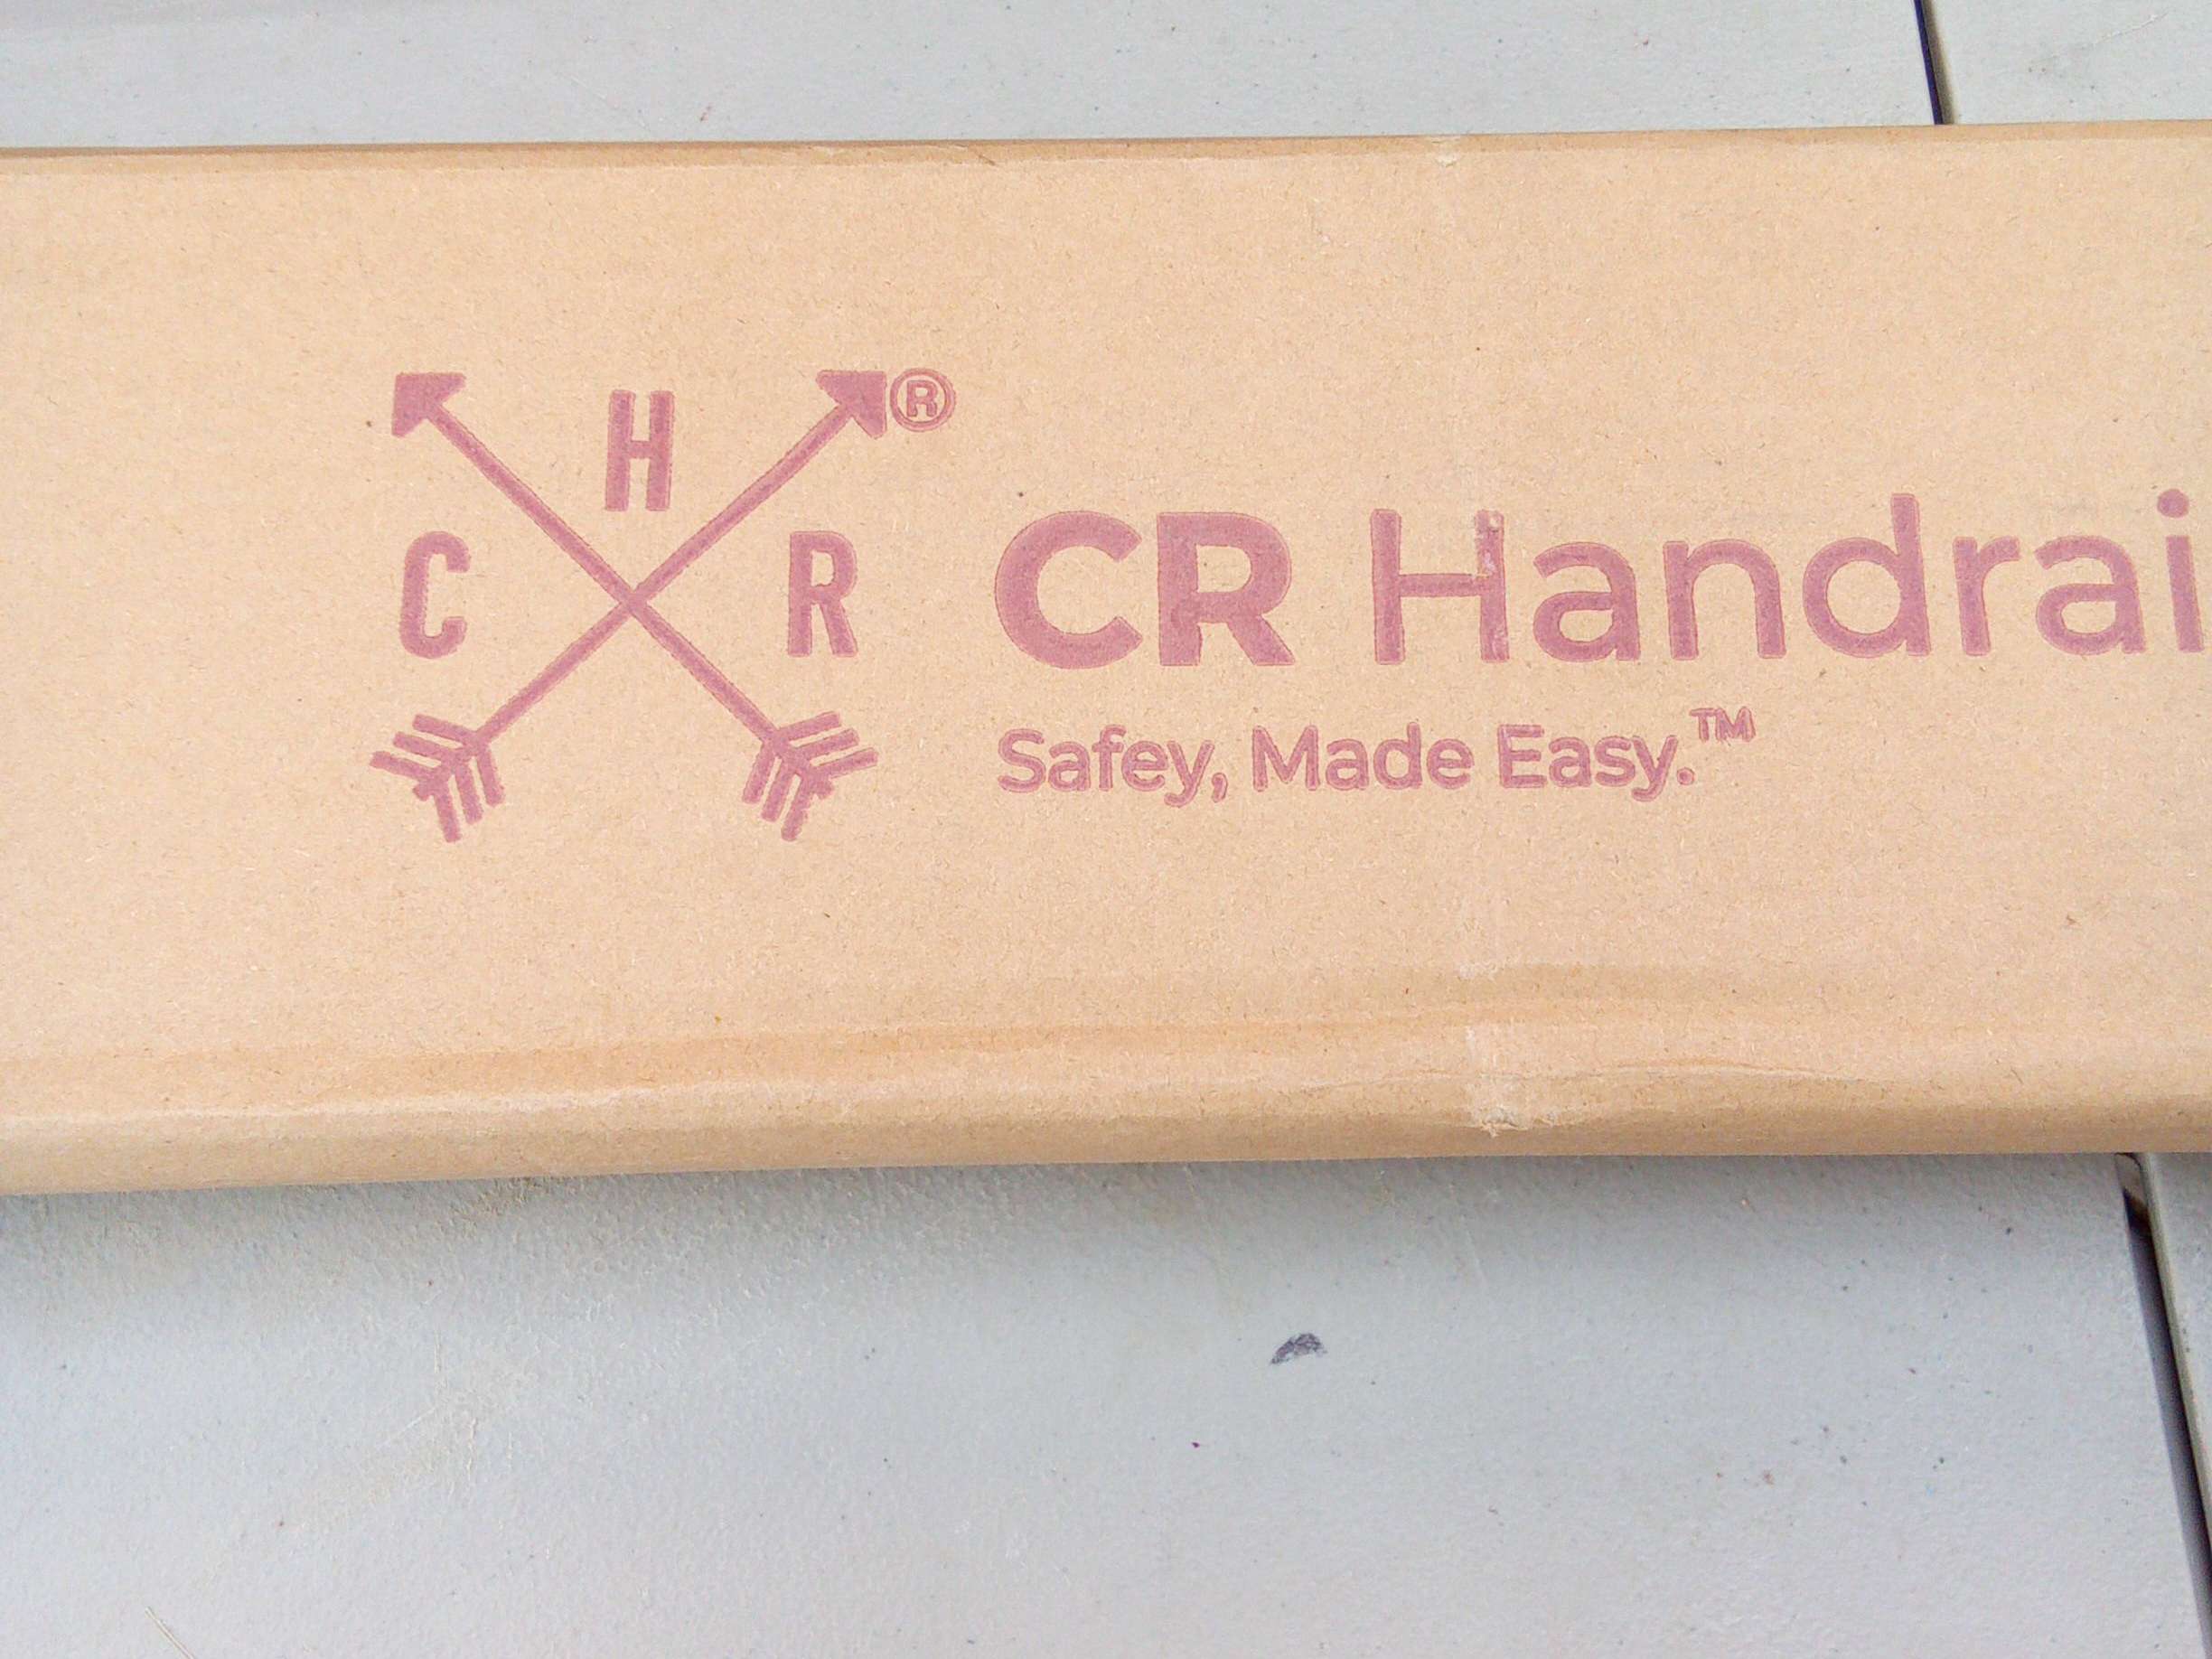 H ®
C R
CR Handrai
Safey, Made Easy.™